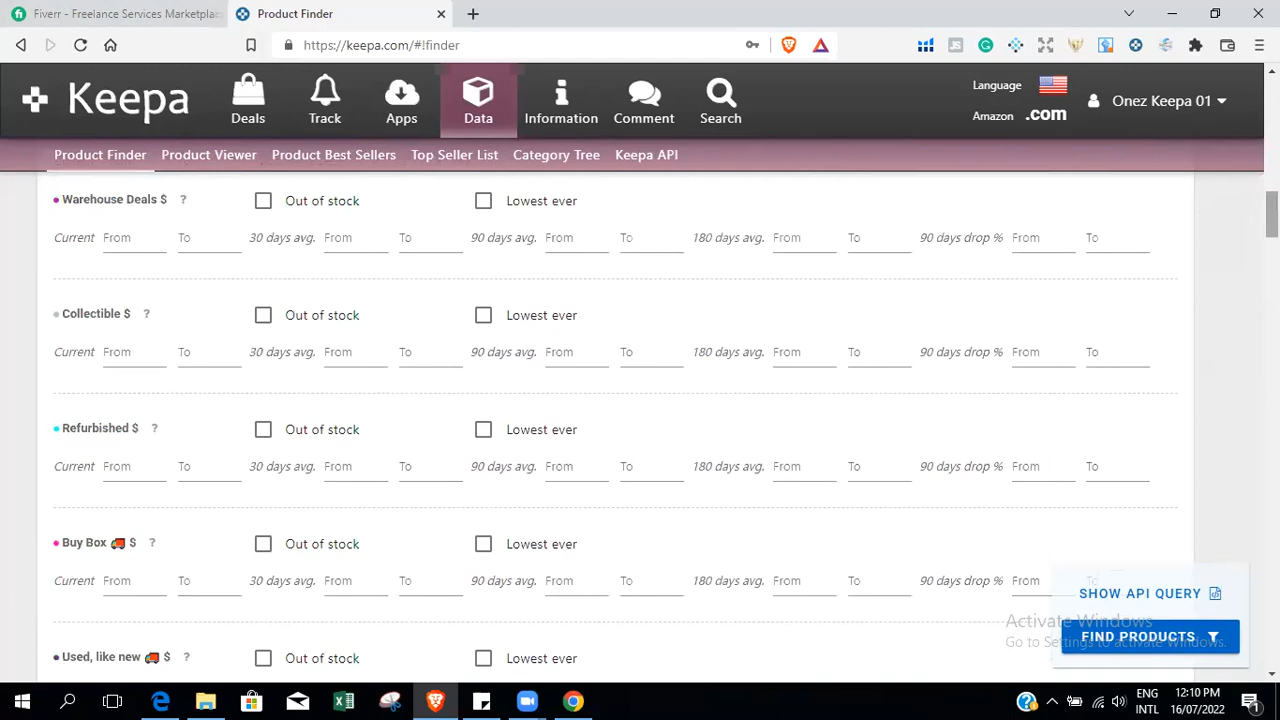 Fiverr - Freelance Services Marketpla
Product Finder
https://keepa.com/#!finder
Keepa
Deals
Track
Apps
Data
Information
Comment
Search
Language
Amazon .com
Onez Keepa 01
Product Finder Product Viewer Product Best Sellers Top Seller List Category Tree Keepa API
Warehouse Deals $ ? Out of stock Lowest ever
Current From To 30 days avg. From To 90 days avg. From To 180 days avg. From To 90 days drop % From To
Collectible $ ? Out of stock Lowest ever
Current From To 30 days avg. From To 90 days avg. From To 180 days avg. From To 90 days drop % From To
Refurbished $ ? Out of stock Lowest ever
Current From To 30 days avg. From To 90 days avg. From To 180 days avg. From To 90 days drop % From To
Buy Box $ ? Out of stock Lowest ever
Current From To 30 days avg. From To 90 days avg. From To 180 days avg. From To 90 days drop % From To
SHOW API QUERY
Activate Windows
FIND PRODUCTS
Go to Settings to activate Windows.
Used, like new $ ? Out of stock Lowest ever
ENG
INTL
12:10 PM
16/07/2022
1